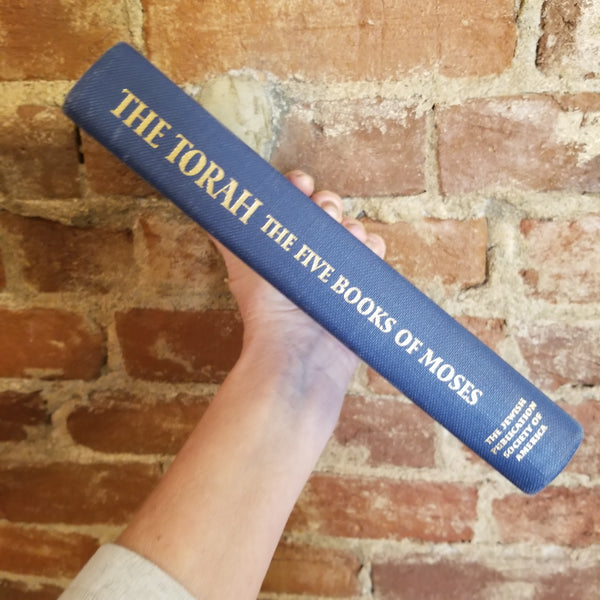 THE TORAH THE FIVE BOOKS OF MOSES
THE JEWISH
PUBLICATION
SOCIETY OF
AMERICA